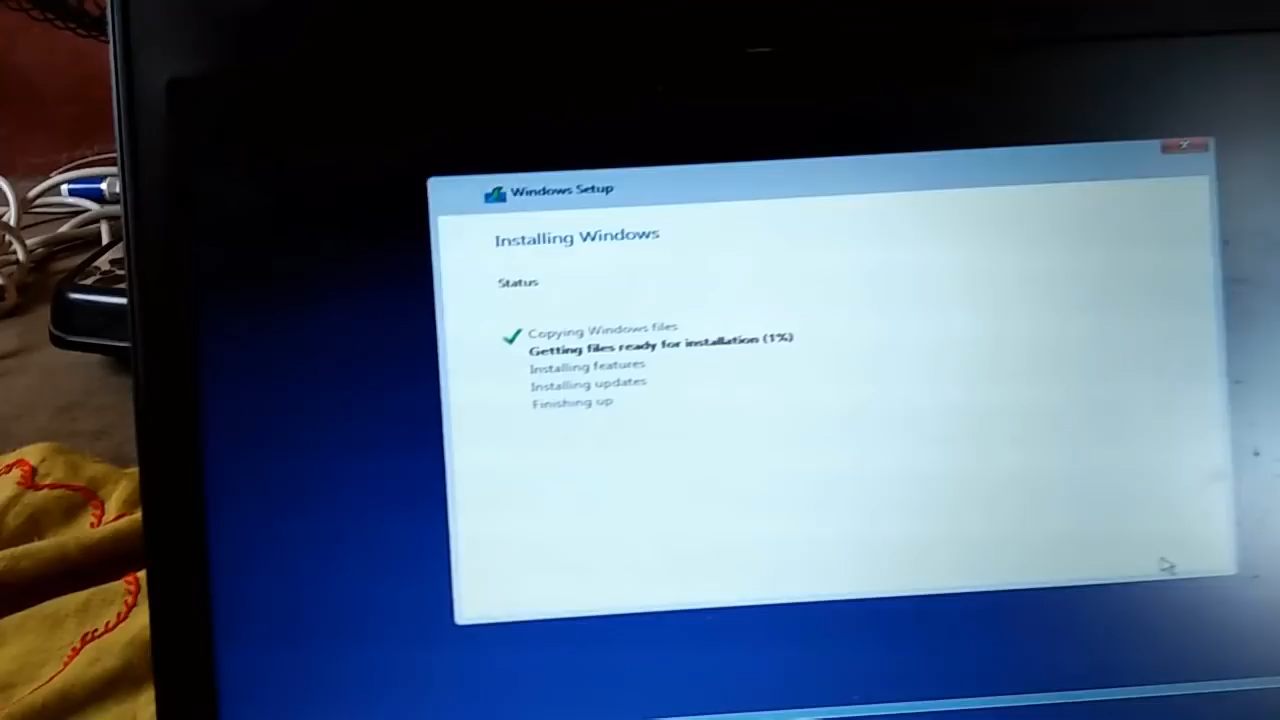 Windows Setup
Installing Windows
Status
Copying Windows files
Getting files ready for installation (1%)
Installing features
Installing updates
Finishing up